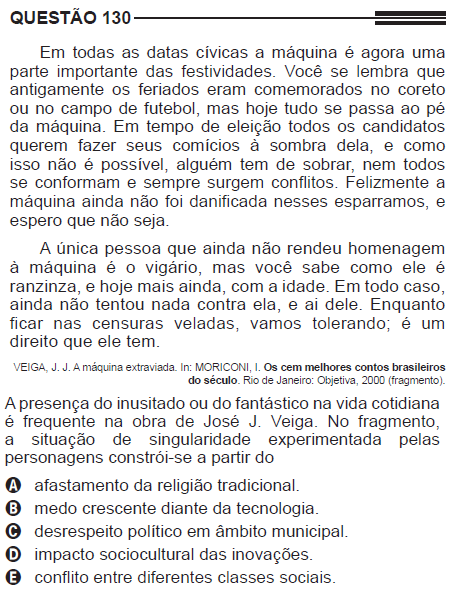 QUESTÃO 130
Em todas as datas cívicas a máquina é agora uma
parte importante das festividades. Você se lembra que
antigamente os feriados eram comemorados no coreto
ou no campo de futebol, mas hoje tudo se passa ao pé
da máquina. Em tempo de eleição todos os candidatos
querem fazer seus comícios à sombra dela, e como
isso não é possível, alguém tem de sobrar, nem todos
se conformam e sempre surgem conflitos. Felizmente a
máquina ainda não foi danificada nesses esparramos, e
espero que não seja.
A única pessoa que ainda não rendeu homenagem
à máquina é o vigário, mas você sabe como ele é
ranzinza, e hoje mais ainda, com a idade. Em todo caso,
ainda não tentou nada contra ela, e ai dele. Enquanto
ficar nas censuras veladas, vamos tolerando; é um
direito que ele tem.
VEIGA, J. J. A máquina extraviada. In: MORICONI, I. Os cem melhores contos brasileiros
do século. Rio de Janeiro: Objetiva, 2000 (fragmento).
A presença do inusitado ou do fantástico na vida cotidiana
é frequente na obra de José J. Veiga. No fragmento,
a situação de singularidade experimentada pelas
personagens constrói-se a partir do
A afastamento da religião tradicional.
B medo crescente diante da tecnologia.
C desrespeito político em âmbito municipal.
D impacto sociocultural das inovações.
E conflito entre diferentes classes sociais.